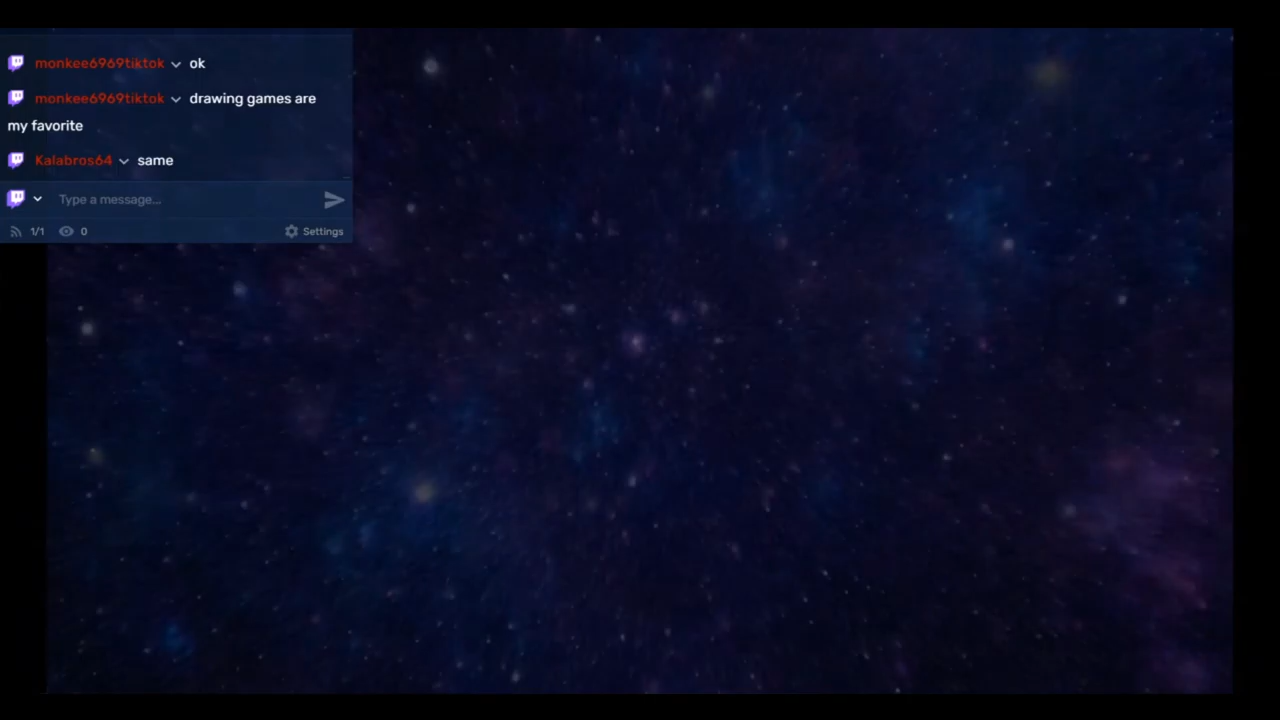 monkee6969tiktok ok
monkee6969tiktok drawing games are
my favorite
Kalabros64 same
Type a message...
1/1 0 Settings